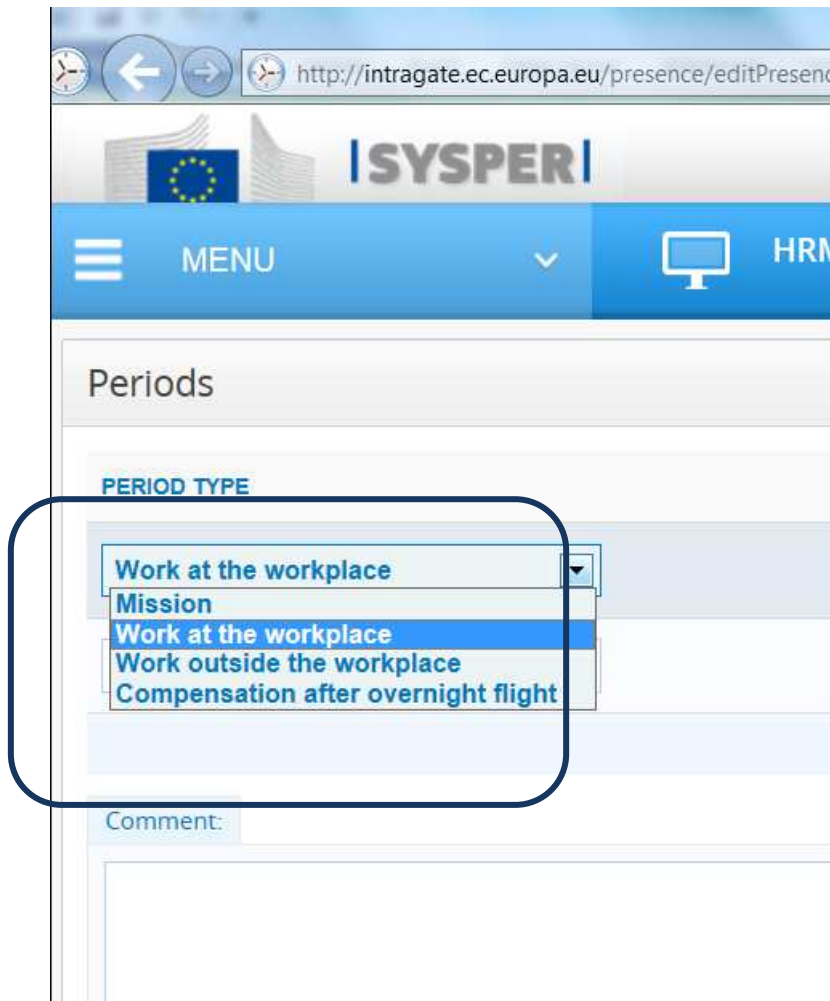 http://intragate.ec.europa.eu/presence/editPresenc
SYSPER
MENU
HRM
Periods
PERIOD TYPE
Work at the workplace
Mission
Work at the workplace
Work outside the workplace
Compensation after overnight flight
Comment: